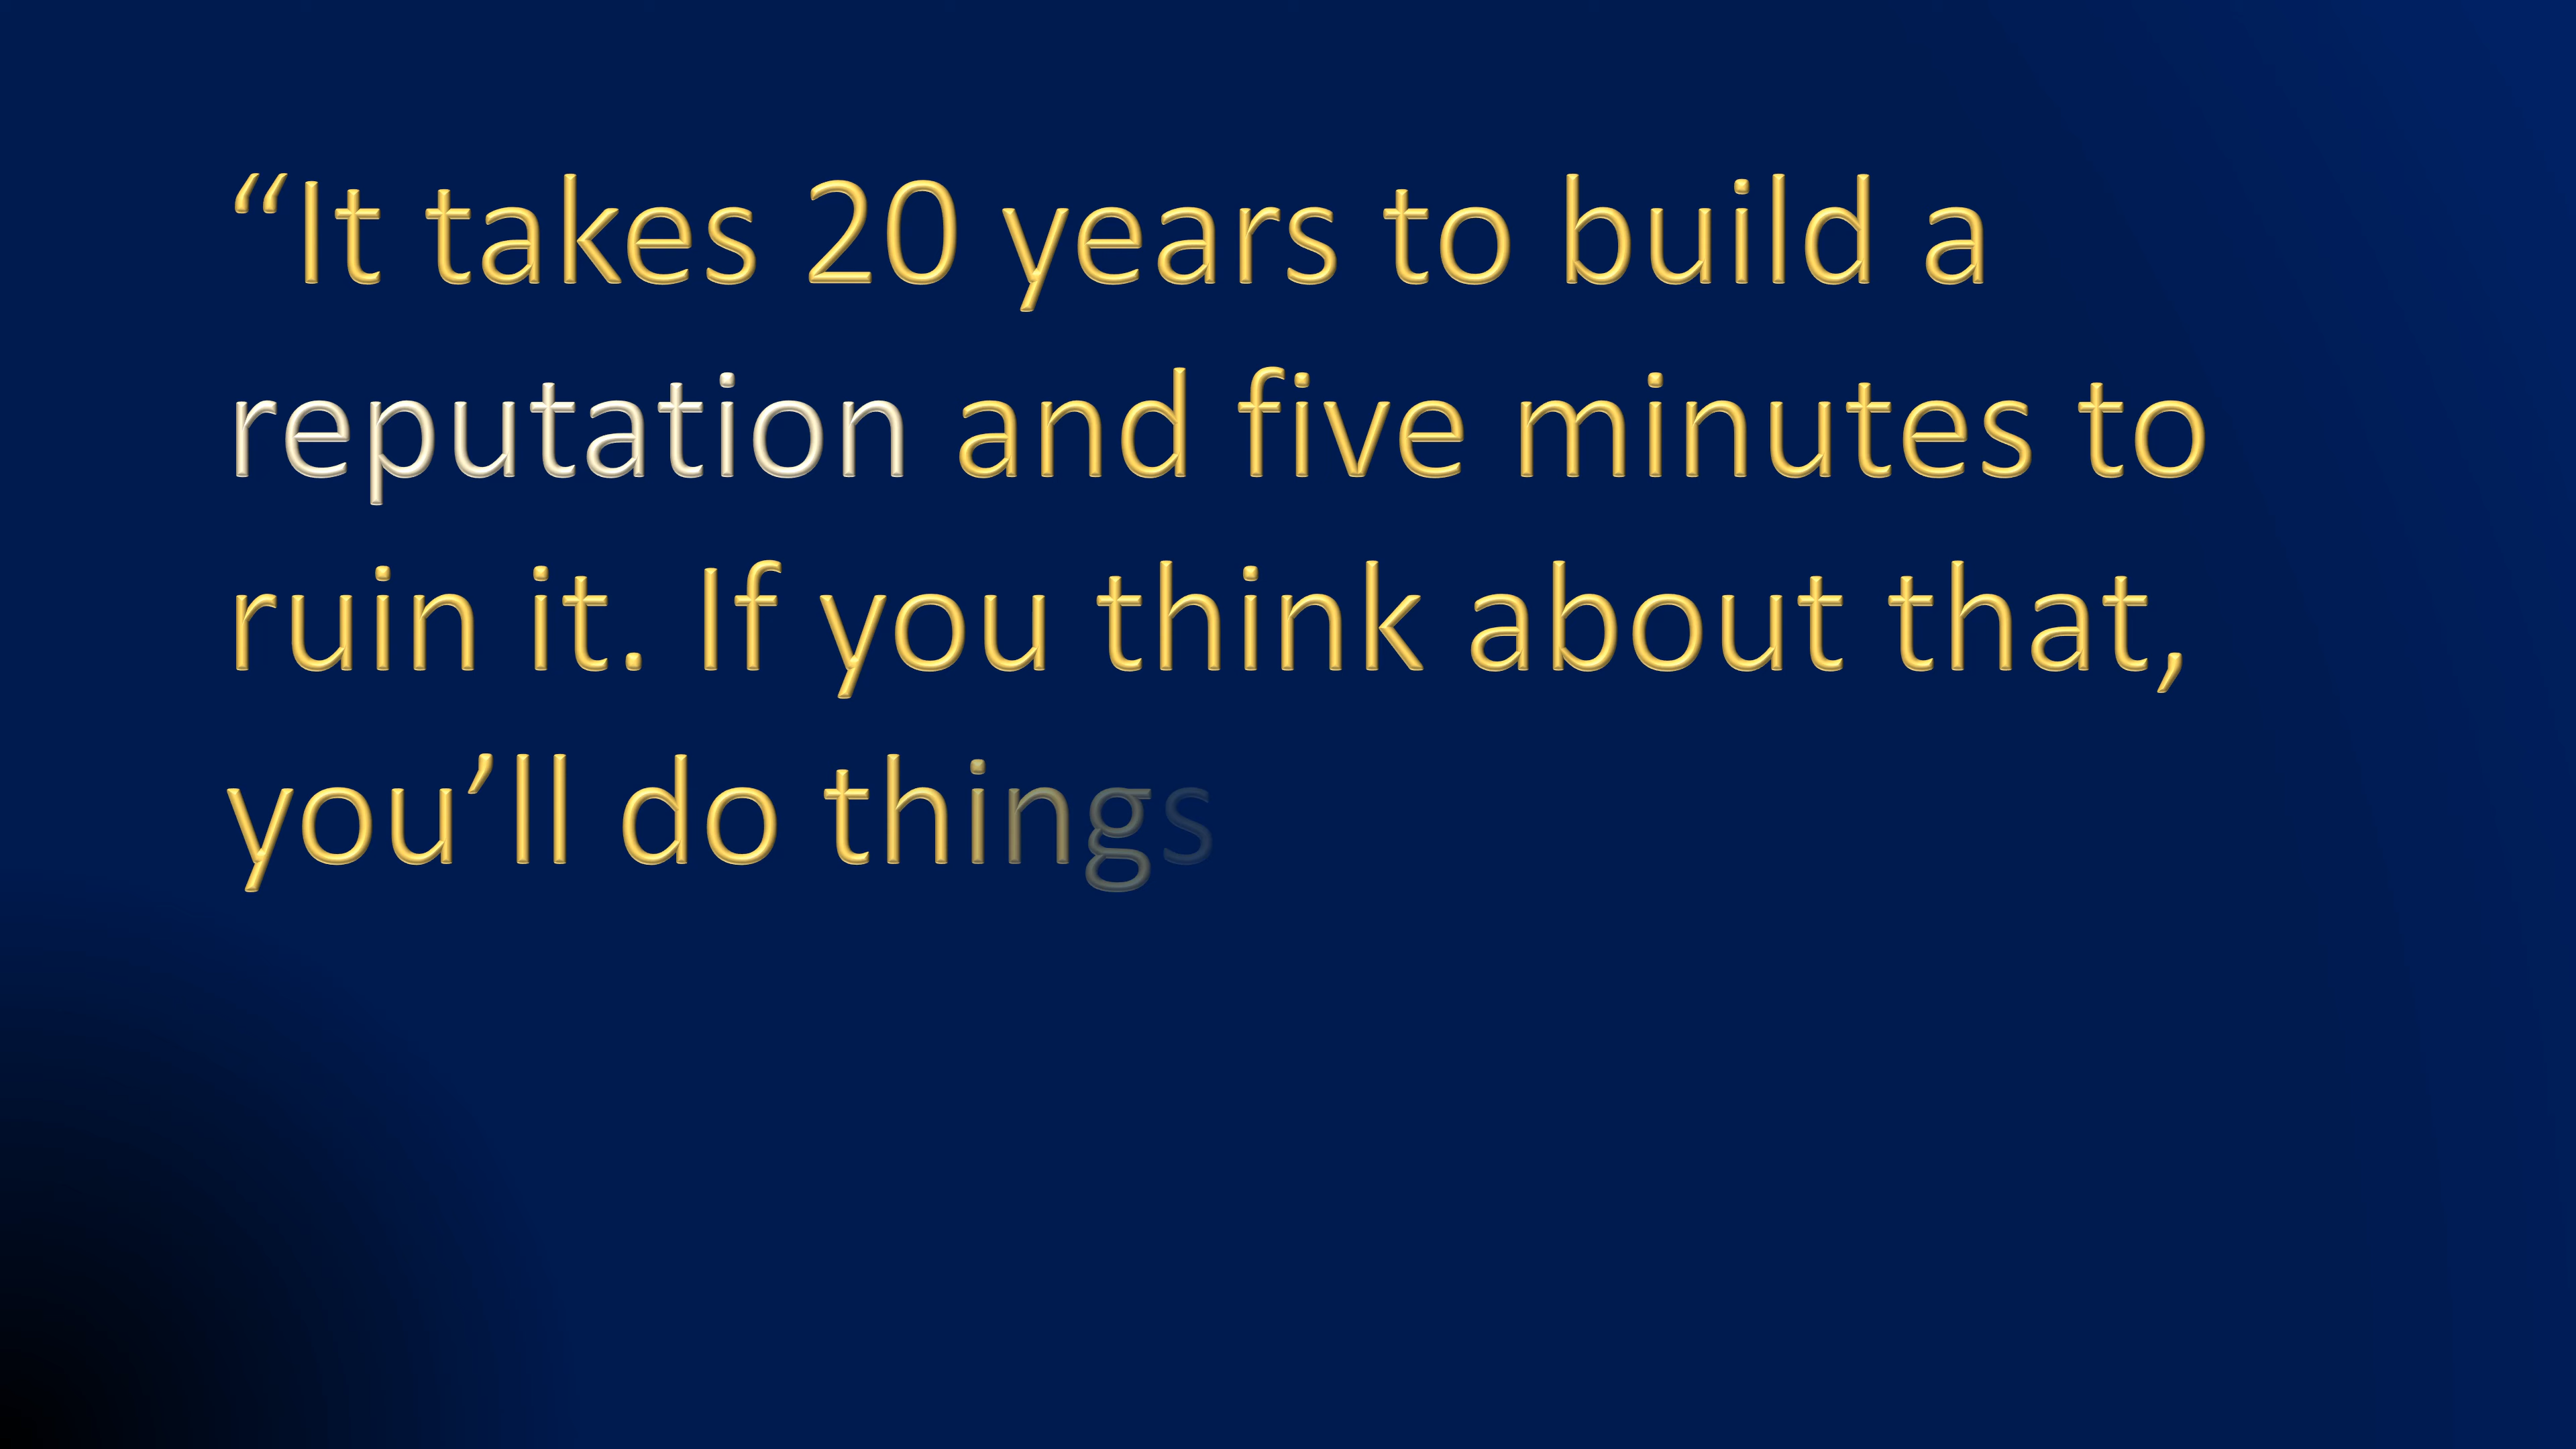 “It takes 20 years to build a
reputation and five minutes to
ruin it. If you think about that,
you’ll do things